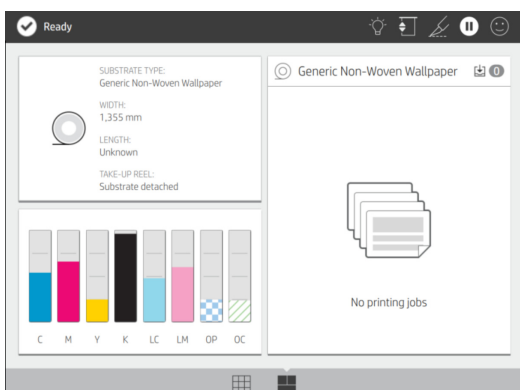 Ready
SUBSTRATE TYPE:
Generic Non-Woven Wallpaper
WIDTH:
1,355 mm
LENGTH:
Unknown
TAKE-UP REEL:
Substrate detached
C M Y K LC LM OP OC
Generic Non-Woven Wallpaper 0
No printing jobs